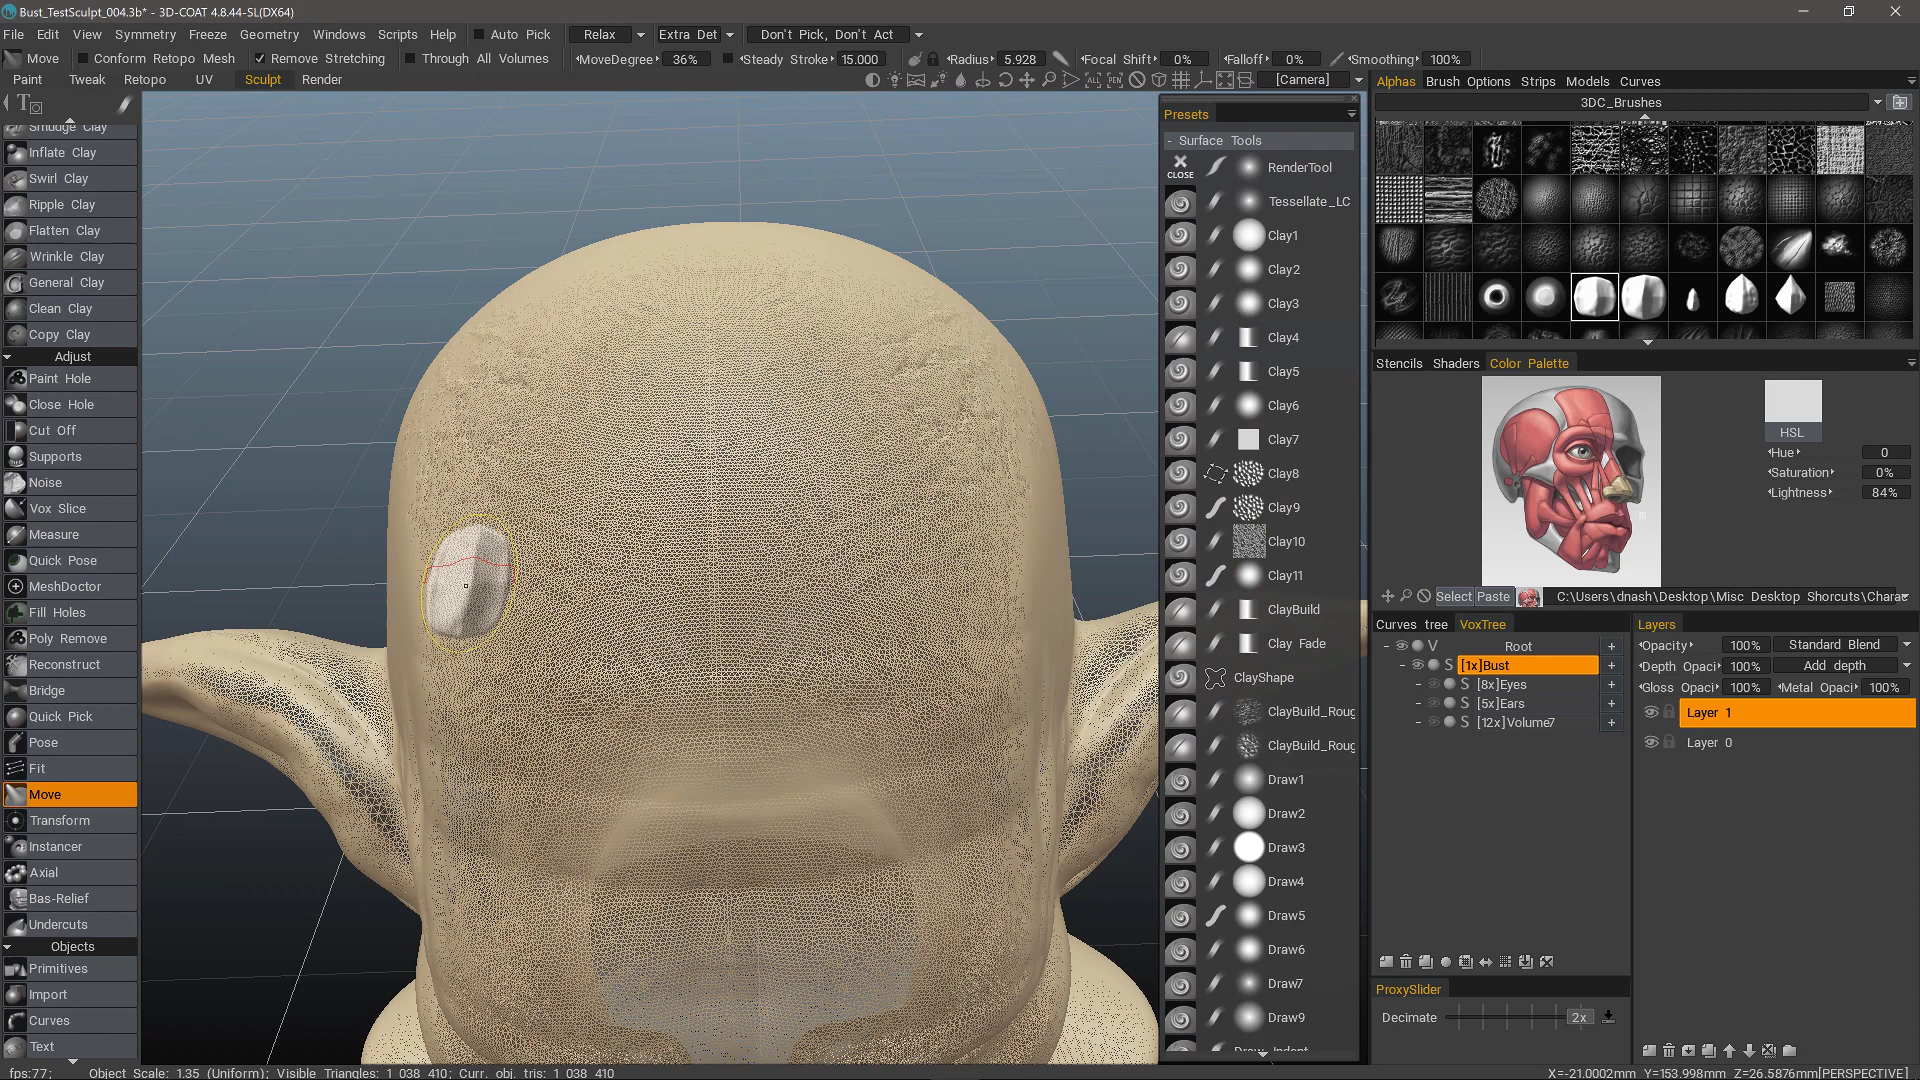 Bust_TestSculpt_004.3b* - 3D-COAT 4.8.44-SL(DX64)
File Edit View Symmetry Freeze Geometry Windows Scripts Help Auto Pick Relax Extra Det Don't Pick, Don't Act
Move Conform Retopo Mesh Remove Stretching Through All Volumes MoveDegree 36% Steady Stroke 15.000 Radius 5.928 Focal Shift 0% Falloff 0% Smoothing 100%
Paint Tweak Retopo UV Sculpt Render [Camera]
Smudge Clay
Inflate Clay
Swirl Clay
Ripple Clay
Flatten Clay
Wrinkle Clay
General Clay
Clean Clay
Copy Clay
Adjust
Paint Hole
Close Hole
Cut Off
Supports
Noise
Vox Slice
Measure
Quick Pose
MeshDoctor
Fill Holes
Poly Remove
Reconstruct
Bridge
Quick Pick
Pose
Fit
Move
Transform
Instancer
Axial
Bas-Relief
Undercuts
Objects
Primitives
Import
Curves
Text
Presets
- Surface Tools
CLOSE
RenderTool
Tessellate_LC
Clay1
Clay2
Clay3
Clay4
Clay5
Clay6
Clay7
Clay8
Clay9
Clay10
Clay11
ClayBuild
Clay Fade
ClayShape
ClayBuild_Roug
ClayBuild_Roug
Draw1
Draw2
Draw3
Draw4
Draw5
Draw6
Draw7
Draw9
Alphas Brush Options Strips Models Curves
3DC_Brushes
Stencils Shaders Color Palette
HSL
Hue 0
Saturation 0%
Lightness 84%
Select Paste C:\Users\dnash\Desktop\Misc Desktop Shorcuts\Charac
Curves tree VoxTree
V Root +
S [1x]Bust +
S [8x]Eyes +
S [5x]Ears +
S [12x]Volume7 +
ProxySlider
Decimate 2x
Layers
Opacity 100% Standard Blend
Depth Opaci 100% Add depth
Gloss Opaci 100% Metal Opaci 100%
Layer 1
Layer 0
fps:77; Object Scale: 1.35 (Uniform); Visible Triangles: 1 038 410; Curr. obj. tris: 1 038 410
X=-21.0002mm Y=153.998mm Z=26.5876mm[PERSPECTIVE]